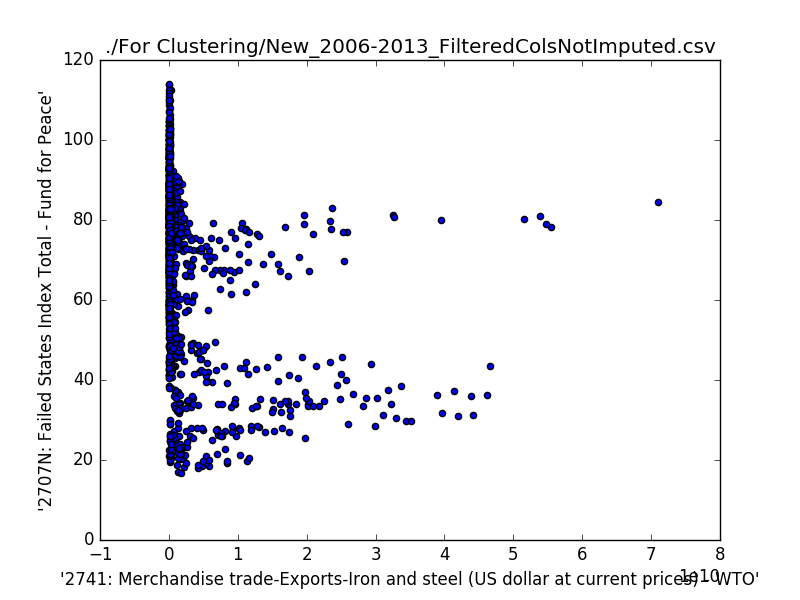 ./For Clustering/New_2006-2013_FilteredColsNotImputed.csv
'2707N: Failed States Index Total - Fund for Peace'
120
100
80
60
40
20
0
−1 0 1 2 3 4 5 6 7 8
1e10
'2741: Merchandise trade-Exports-Iron and steel (US dollar at current prices) - WTO'